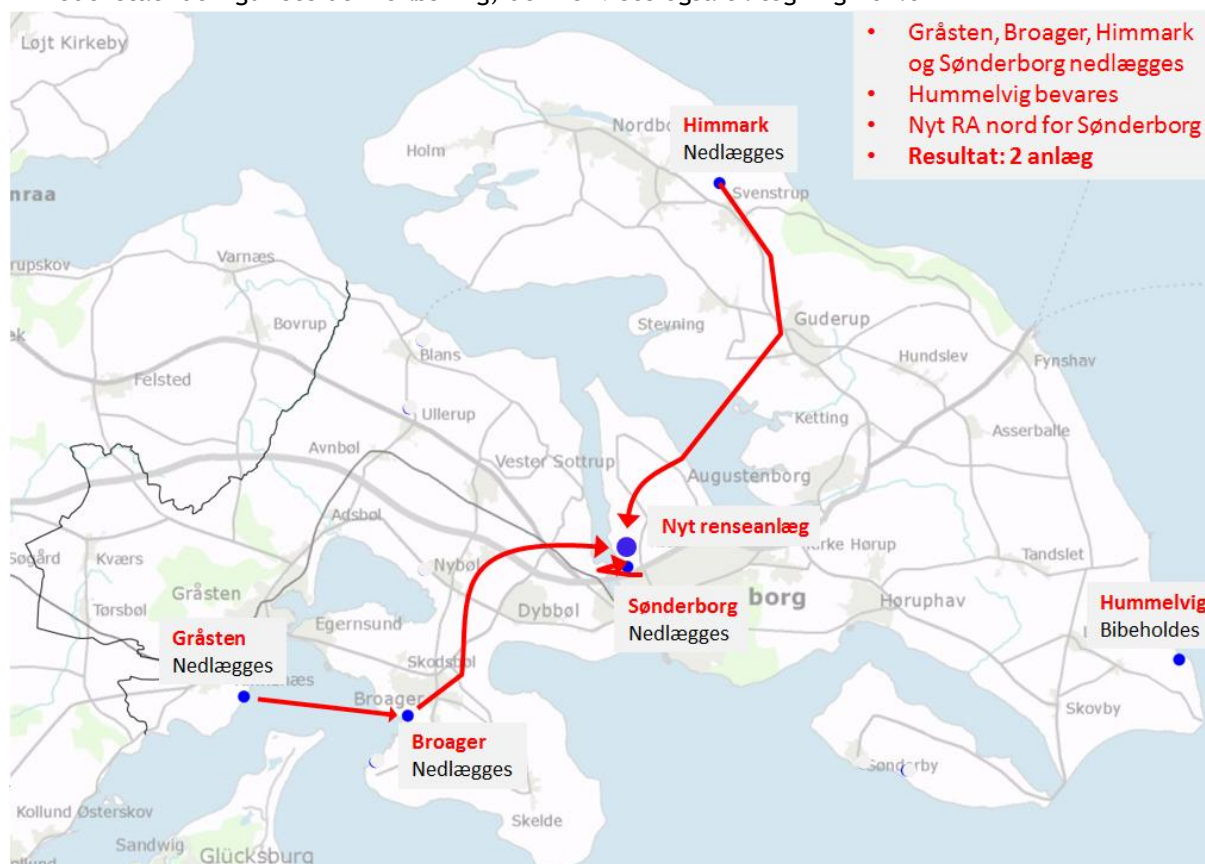 Løjt Kirkeby
• Gråsten, Broager, Himmark
og Sønderborg nedlægges
• Hummelvig bevares
• Nyt RA nord for Sønderborg
• Resultat: 2 anlæg
Himmark
Nedlægges
Holm
Svenstrup
Varnæs
Bovrup
Stevning
Guderup
Blans
Hundslev
Fynshav
Felsted
Ullerup
Ketting
Asserballe
Avnbøl
Vester Sottrup
Augustenborg
Adsbøl
Nyt renseanlæg
Kværs
Nybøl
Tandslet
Gråsten
Dybbøl
Sønderborg
Nedlægges
borg
Høruphav
Hummelvig
Bibeholdes
Tørsbøl
Egernsund
Gråsten
Nedlægges
Skodsbøl
Broager
Skovby
Broager
Nedlægges
Sønderby
Kollund Østerskov
Skelde
Sandwig
Glücksburg